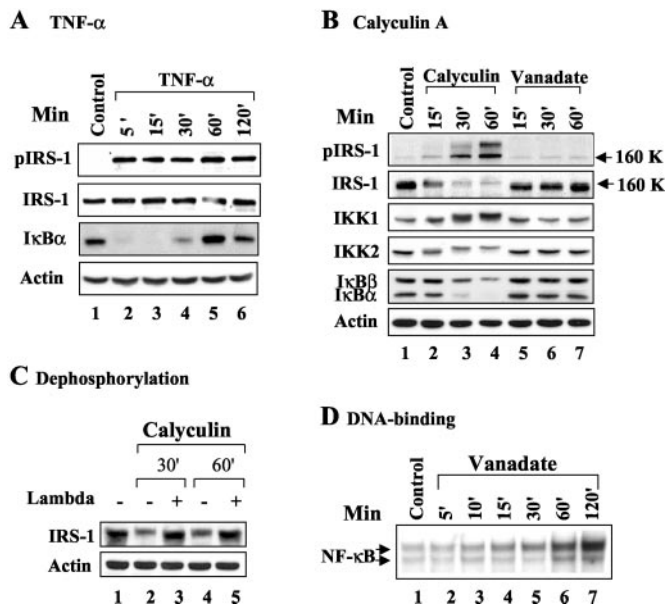 A TNF-α
TNF-α
Min Control 5' 15' 30' 60' 120'
pIRS-1
IRS-1
IκBα
Actin
1 2 3 4 5 6
B Calyculin A
Calyculin Vanadate
Min Control 15' 30' 60' 15' 30' 60'
pIRS-1 160 K
IRS-1 160 K
IKK1
IKK2
IκBβ
IκBα
Actin
1 2 3 4 5 6 7
C Dephosphorylation
Calyculin
30' 60'
Lambda - - + - +
IRS-1
Actin
1 2 3 4 5
D DNA-binding
Vanadate
Min Control 5' 10' 15' 30' 60' 120'
NF-κB
1 2 3 4 5 6 7